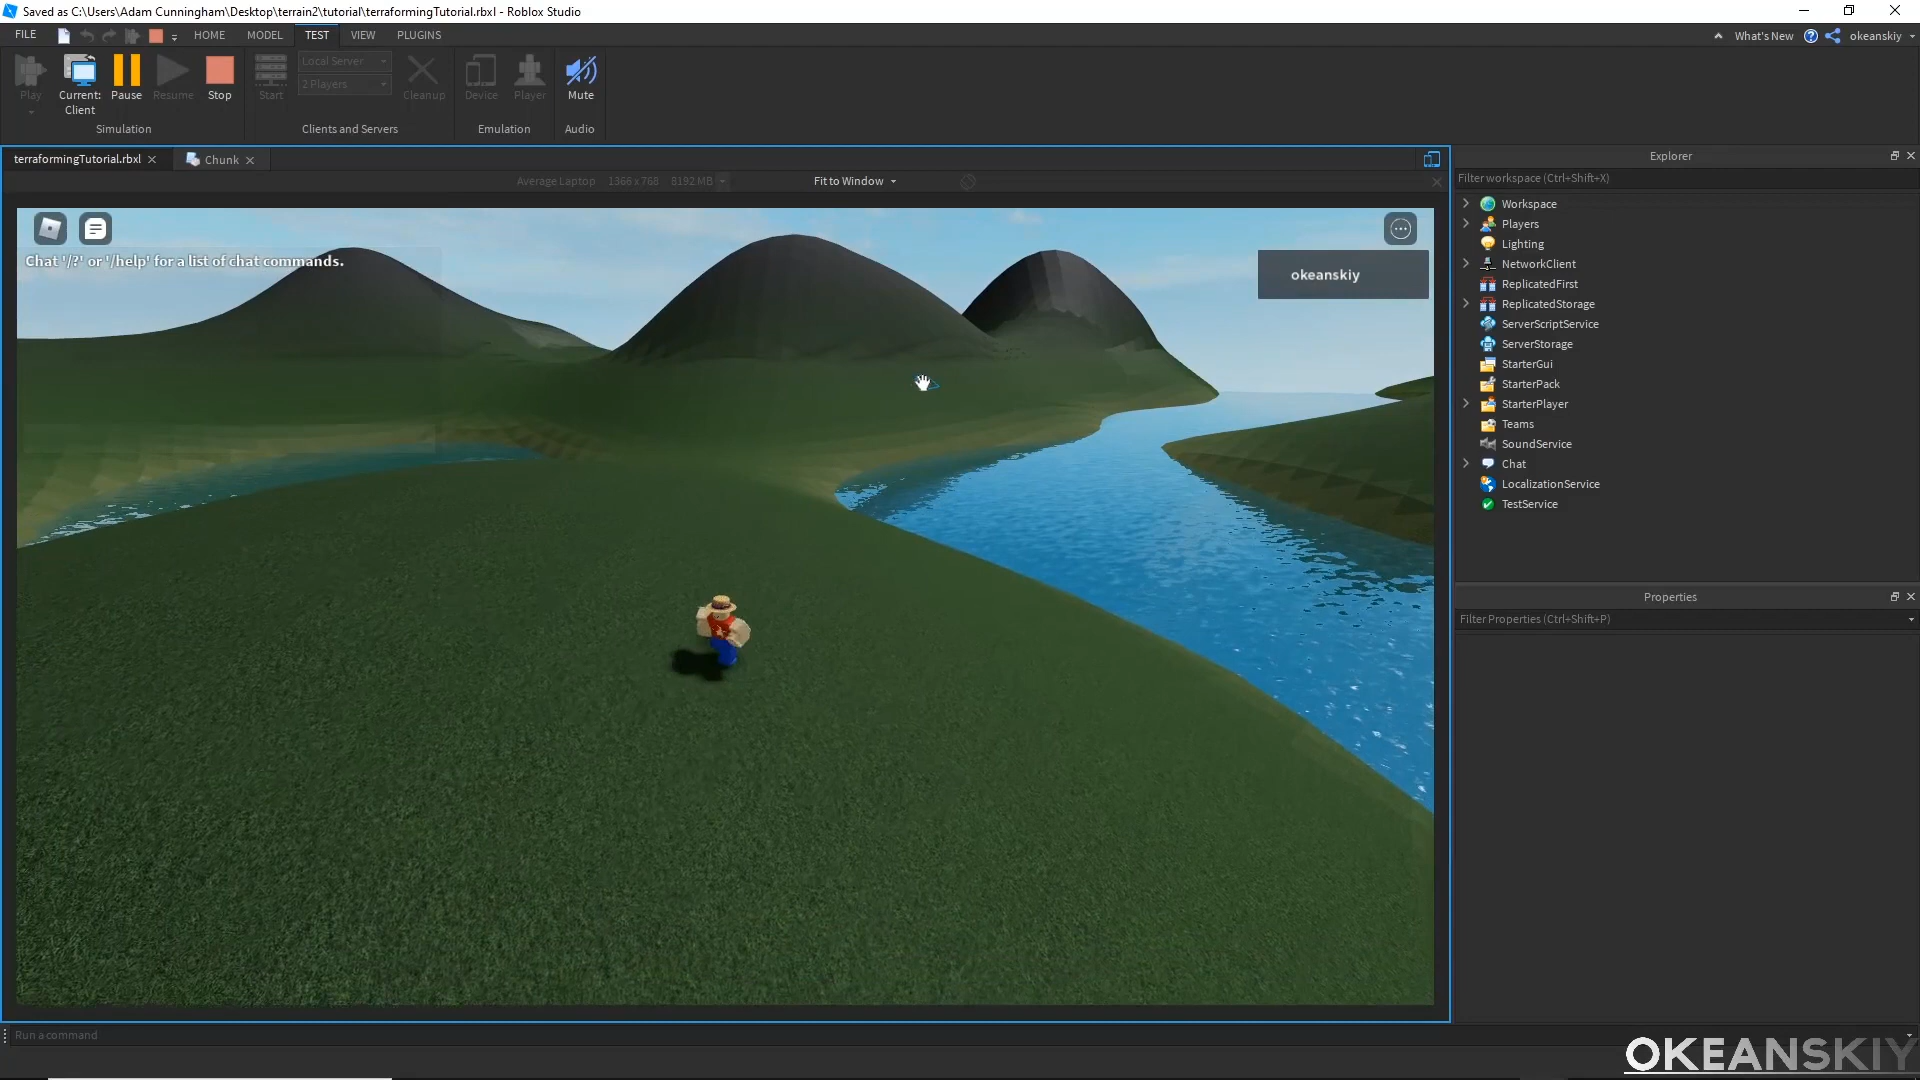 Saved as C:\Users\Adam Cunningham\Desktop\terrain2\tutorial\terraformingTutorial.rbxl - Roblox Studio
FILE HOME MODEL TEST VIEW PLUGINS What's New okeanskiy
Play
Current:
Client
Pause
Resume
Stop
Simulation
Start
Local Server
2 Players
Cleanup
Clients and Servers
Device
Player
Emulation
Mute
Audio
terraformingTutorial.rbxl
Chunk
Average Laptop 1366 x 768 8192 MB
Fit to Window
Chat '/?' or '/help' for a list of chat commands.
okeanskiy
Explorer
Filter workspace (Ctrl+Shift+X)
Workspace
Players
Lighting
NetworkClient
ReplicatedFirst
ReplicatedStorage
ServerScriptService
ServerStorage
StarterGui
StarterPack
StarterPlayer
Teams
SoundService
Chat
LocalizationService
TestService
Properties
Filter Properties (Ctrl+Shift+P)
Run a command
OKEANSKIY